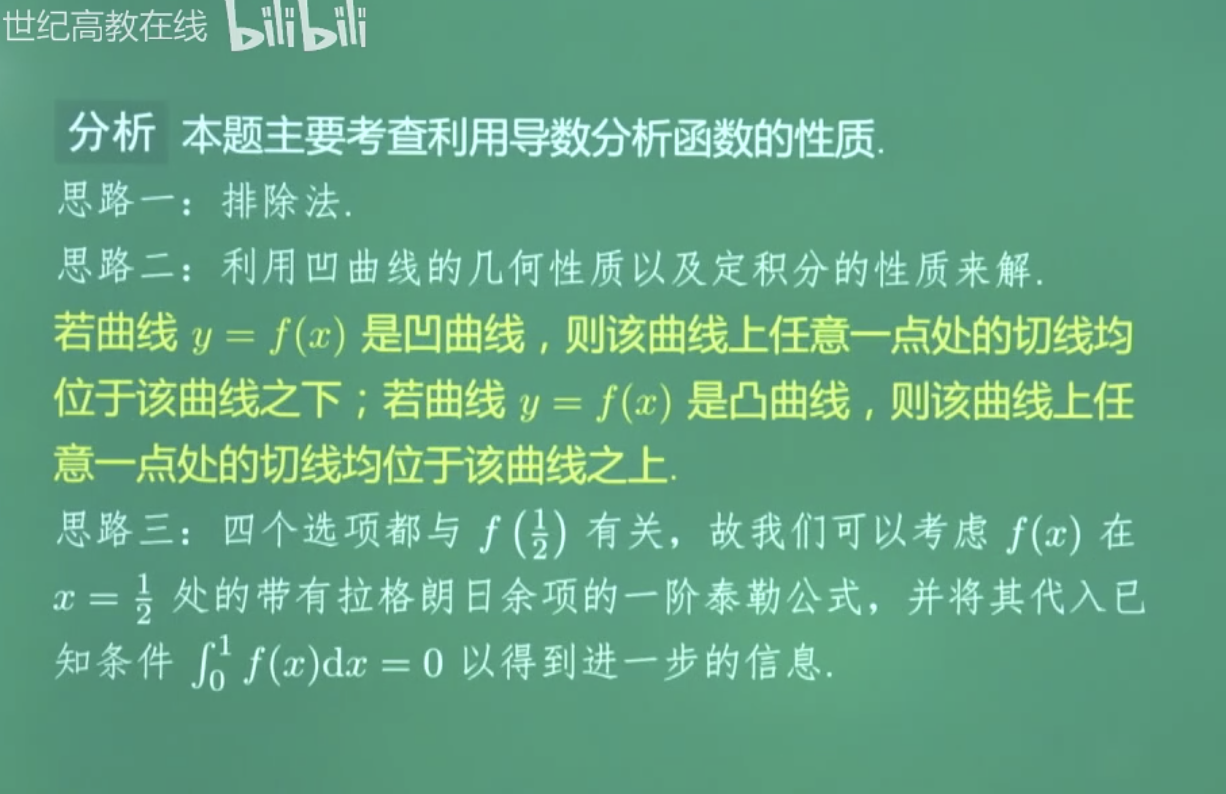 世纪高教在线 bilibili
分析 本题主要考查利用导数分析函数的性质.
思路一：排除法.
思路二：利用凹曲线的几何性质以及定积分的性质来解.
若曲线 y = f(x) 是凹曲线，则该曲线上任意一点处的切线均
位于该曲线之下；若曲线 y = f(x) 是凸曲线，则该曲线上任
意一点处的切线均位于该曲线之上.
思路三：四个选项都与 f(1/2) 有关，故我们可以考虑 f(x) 在
x = 1/2 处的带有拉格朗日余项的一阶泰勒公式，并将其代入已
知条件 ∫₀¹ f(x)dx = 0 以得到进一步的信息.